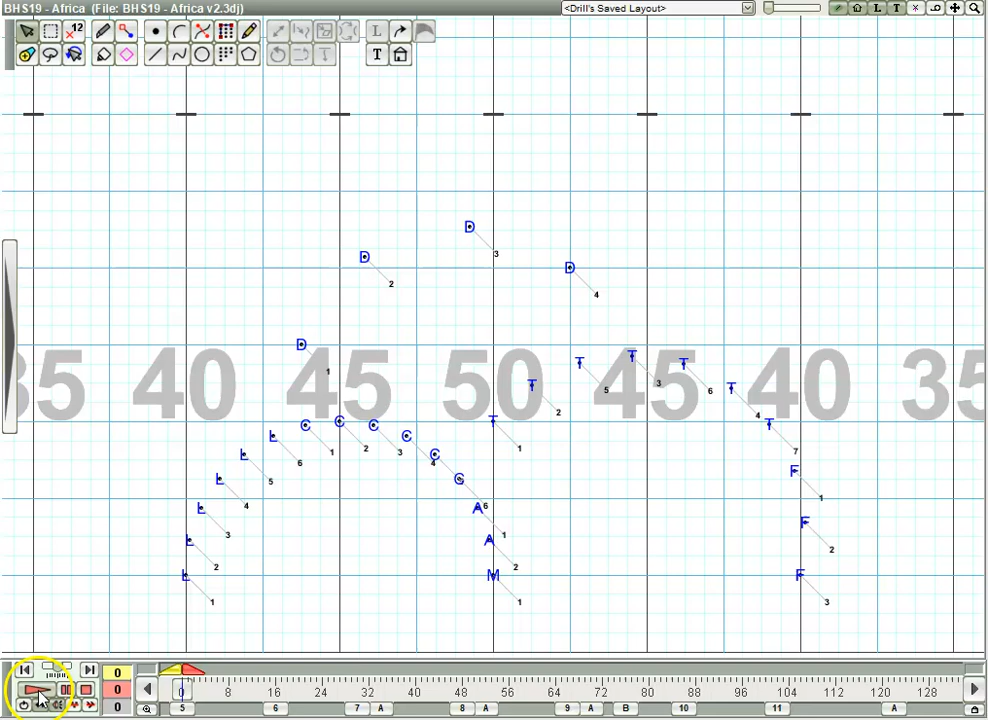 BHS19 - Africa (File: BHS19 - Africa v2.3dj)
<Drill's Saved Layout>
12
L
T
L
T
D
3
D
2
D
4
D
1
35 40 45 50 45 40 35
T
5
T
3
T
6
T
2
T
4
T
1
T
7
C
1
C
2
C
3
C
4
C
C
6
L
6
L
5
L
4
L
3
L
2
L
1
A
1
A
2
M
1
F
1
F
2
F
3
0
0
0
0 8 16 24 32 40 48 56 64 72 80 88 96 104 112 120 128
5 6 7 A 8 A 9 A B 10 11 A